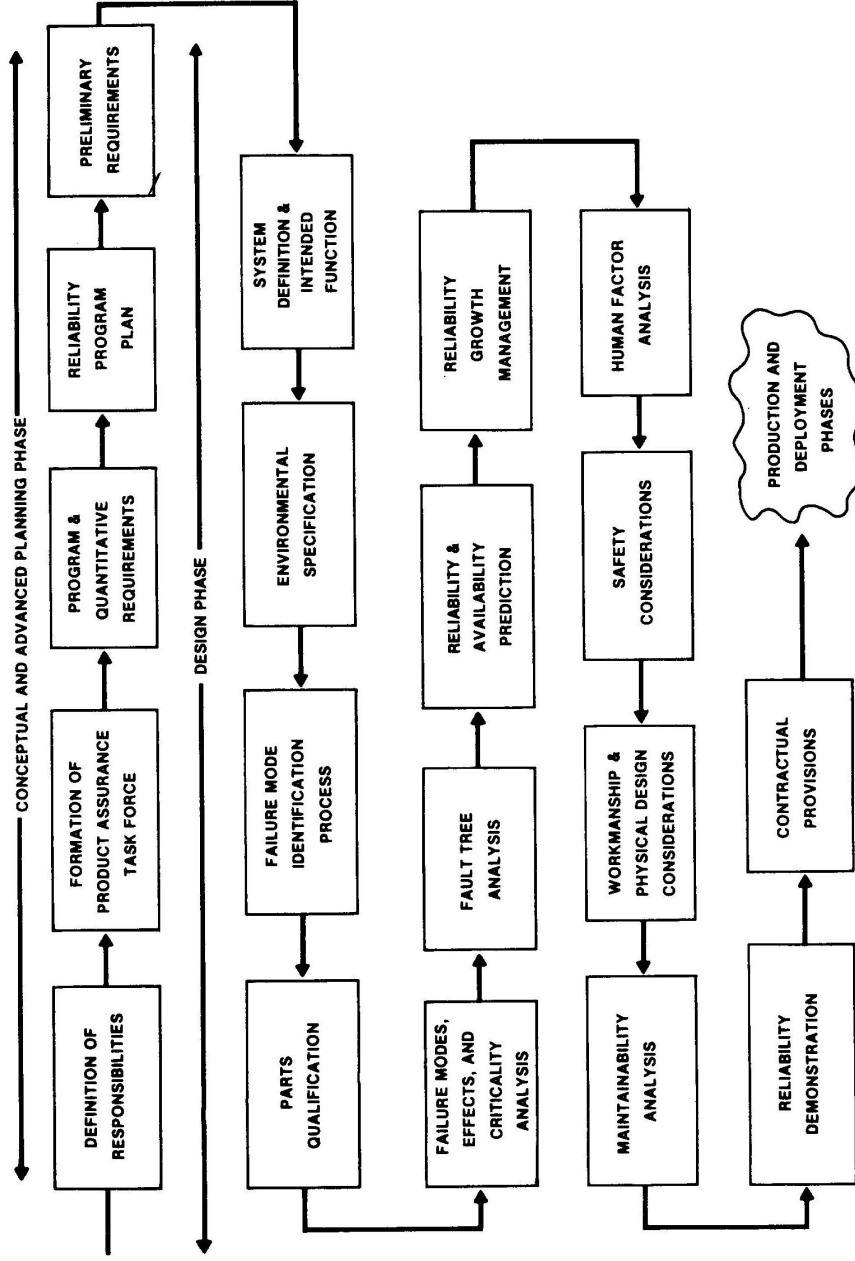 CONCEPTUAL AND ADVANCED PLANNING PHASE
DEFINITION OF
RESPONSIBILITIES
FORMATION OF
PRODUCT ASSURANCE
TASK FORCE
PROGRAM &
QUANTITATIVE
REQUIREMENTS
RELIABILITY
PROGRAM
PLAN
PRELIMINARY
REQUIREMENTS
DESIGN PHASE
SYSTEM
DEFINITION &
INTENDED
FUNCTION
ENVIRONMENTAL
SPECIFICATION
FAILURE MODE
IDENTIFICATION
PROCESS
PARTS
QUALIFICATION
FAILURE MODES,
EFFECTS, AND
CRITICALITY
ANALYSIS
FAULT TREE
ANALYSIS
RELIABILITY &
AVAILABILITY
PREDICTION
RELIABILITY
GROWTH
MANAGEMENT
HUMAN FACTOR
ANALYSIS
SAFETY
CONSIDERATIONS
WORKMANSHIP &
PHYSICAL DESIGN
CONSIDERATIONS
MAINTAINABILITY
ANALYSIS
RELIABILITY
DEMONSTRATION
CONTRACTUAL
PROVISIONS
PRODUCTION AND
DEPLOYMENT
PHASES